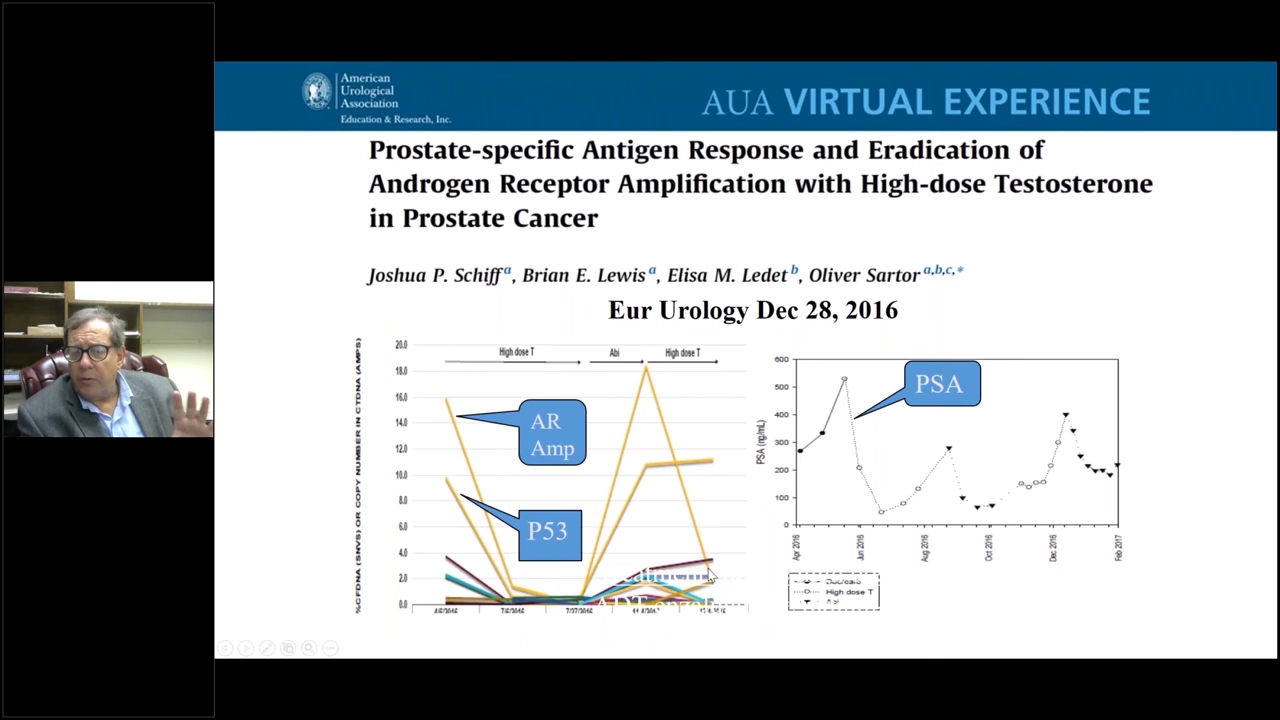 American
Urological
Association
Education & Research, Inc.
AUA VIRTUAL EXPERIENCE
Prostate-specific Antigen Response and Eradication of
Androgen Receptor Amplification with High-dose Testosterone
in Prostate Cancer
Joshua P. Schiff a, Brian E. Lewis a, Elisa M. Ledet b, Oliver Sartor a,b,c,*
Eur Urology Dec 28, 2016
%CFDNA (SNVS) OR COPY NUMBER IN CTDNA (AMPS)
20.0
18.0
16.0
14.0
12.0
10.0
8.0
6.0
4.0
2.0
0.0
High dose T
Abi
High dose T
AR
Amp
P53
7/27/2016
PSA (ng/mL)
600
500
400
300
200
100
0
PSA
Apr 2016
Jun 2016
Aug 2016
Oct 2016
Dec 2016
Feb 2017
High dose T